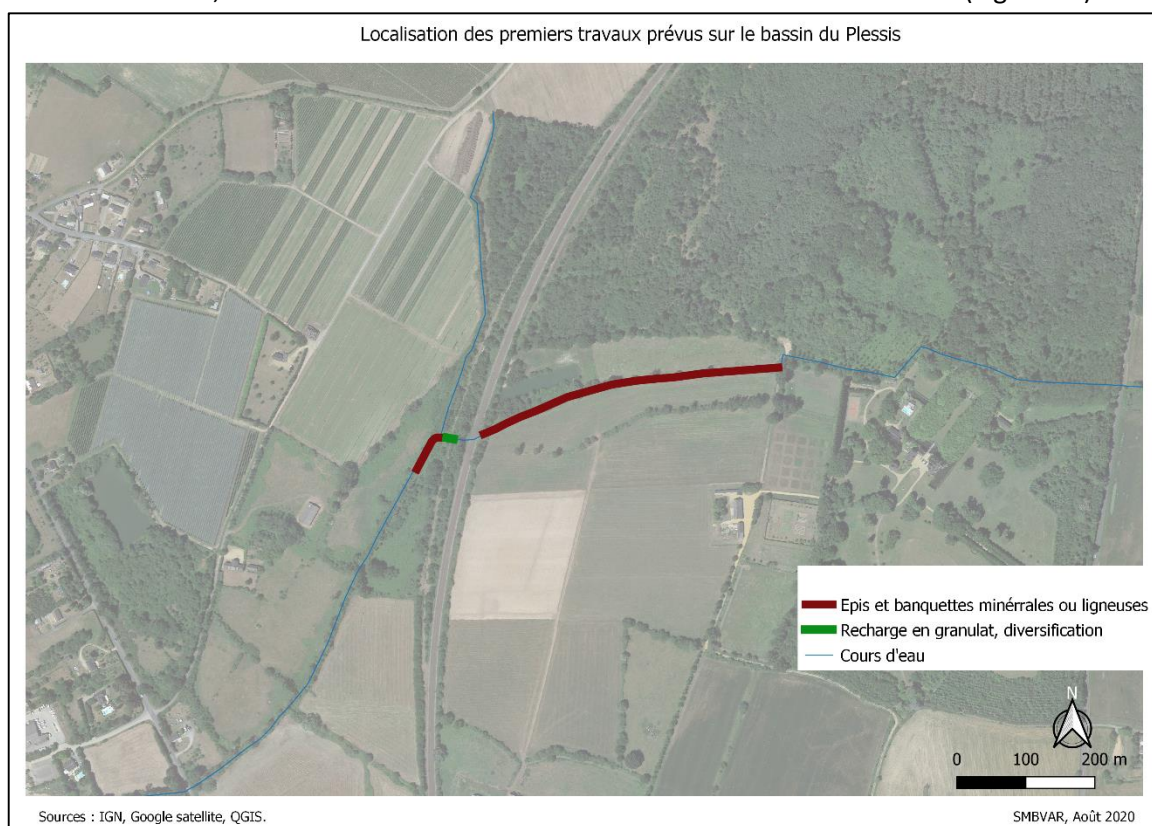 Localisation des premiers travaux prévus sur le bassin du Plessis
Epis et banquettes minérrales ou ligneuses
Recharge en granulat, diversification
Cours d'eau
N
0 100 200 m
Sources : IGN, Google satellite, QGIS.
SMBVAR, Août 2020